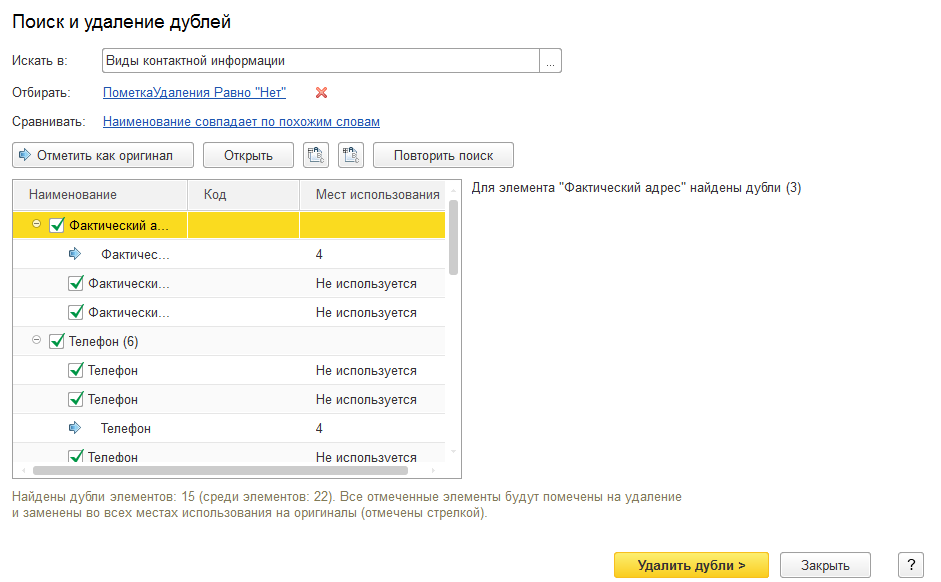 Поиск и удаление дублей
Искать в: Виды контактной информации ...
Отбирать: ПометкаУдаления Равно "Нет"
Сравнивать: Наименование совпадает по похожим словам
Отметить как оригинал Открыть Повторить поиск
Наименование Код Мест использования
Для элемента "Фактический адрес" найдены дубли (3)
Фактический а...
Фактичес... 4
Фактически... Не используется
Фактически... Не используется
Телефон (6)
Телефон Не используется
Телефон Не используется
Телефон 4
Телефон Не используется
Найдены дубли элементов: 15 (среди элементов: 22). Все отмеченные элементы будут помечены на удаление
и заменены во всех местах использования на оригиналы (отмечены стрелкой).
Удалить дубли > Закрыть ?